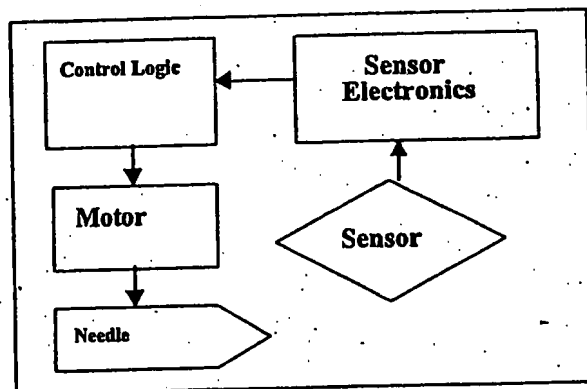 Control Logic
Sensor
Electronics
Motor
Sensor
Needle